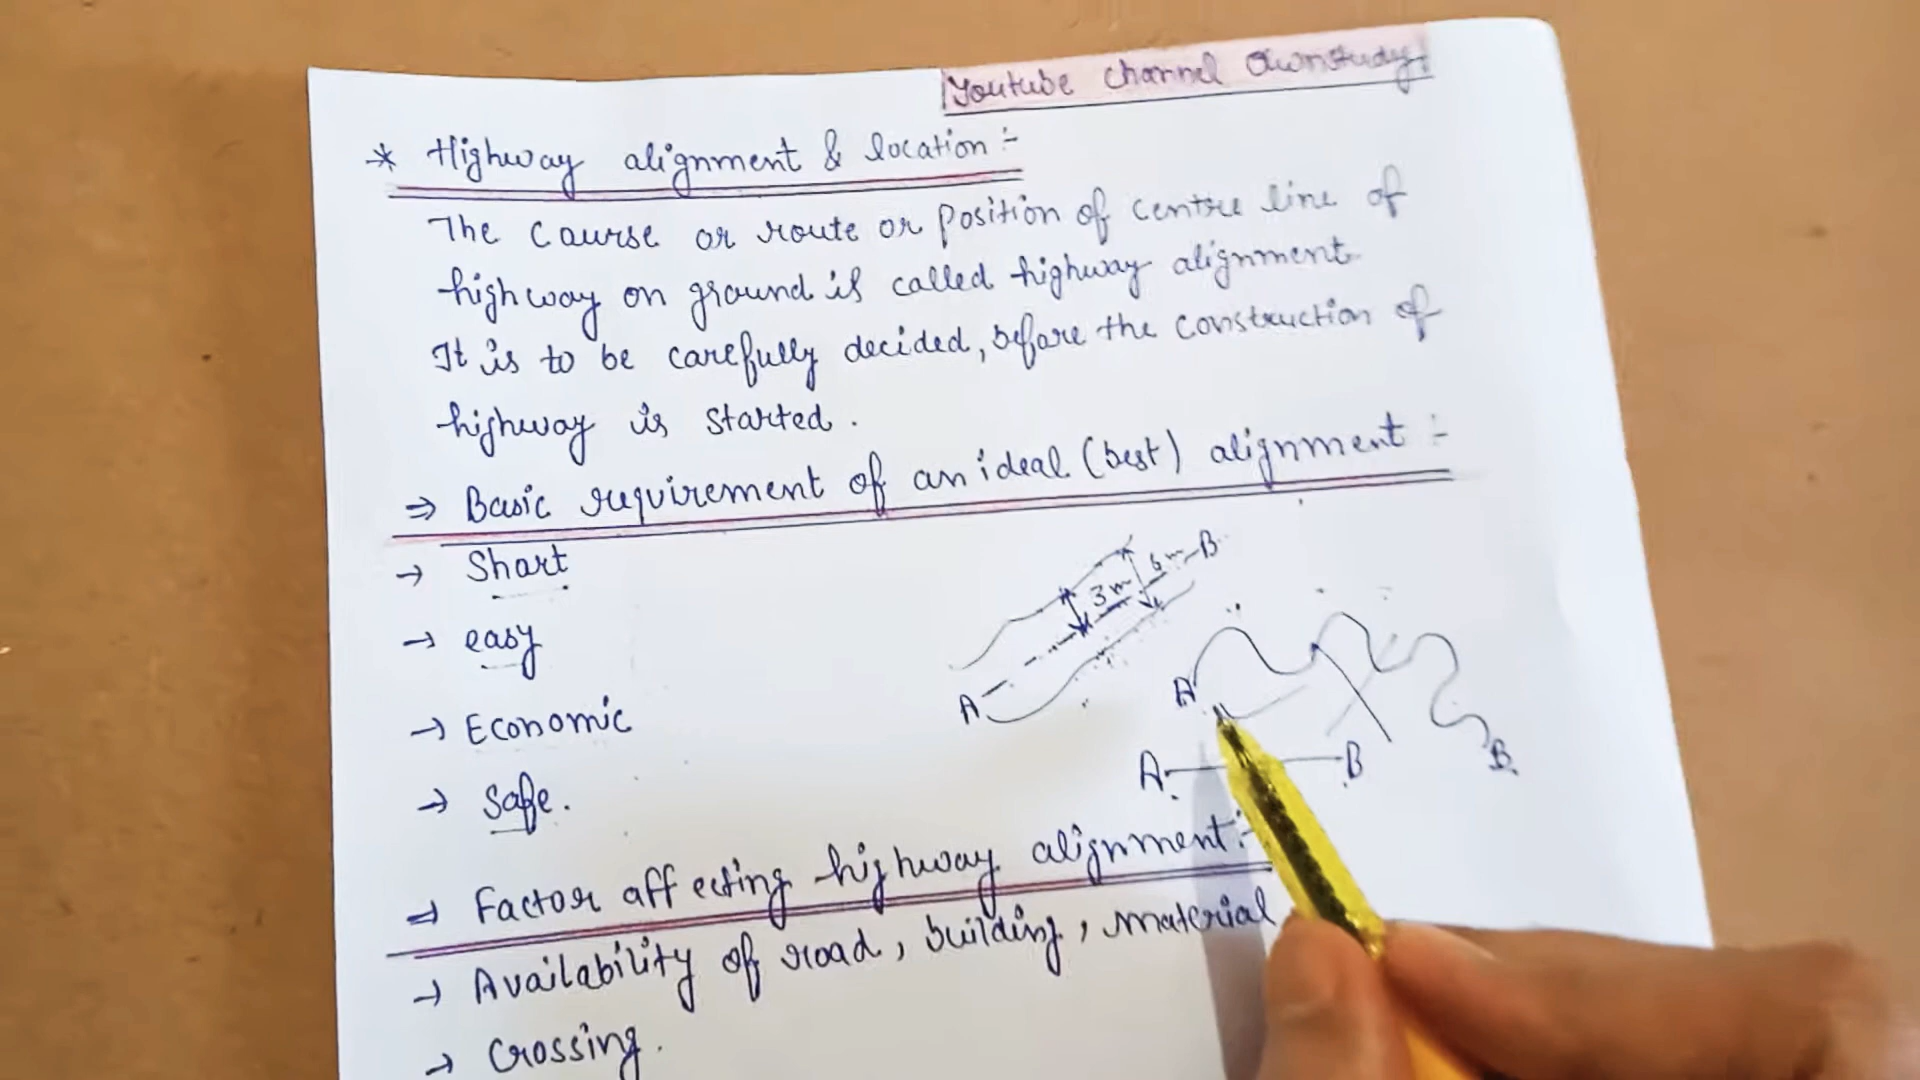 Youtube channel Ownstudy
* Highway alignment & location :-
The course or route or position of centre line of
highway on ground is called highway alignment
It is to be carefully decided, before the construction of
highway is started.
⇒ Basic requirement of an ideal (best) alignment :-
→ Short
→ easy
→ Economic
→ Safe.
A 3m 6m B
A B
A B
⇒ Factor affecting highway alignment :-
→ Availability of road, building, material
→ Crossing.